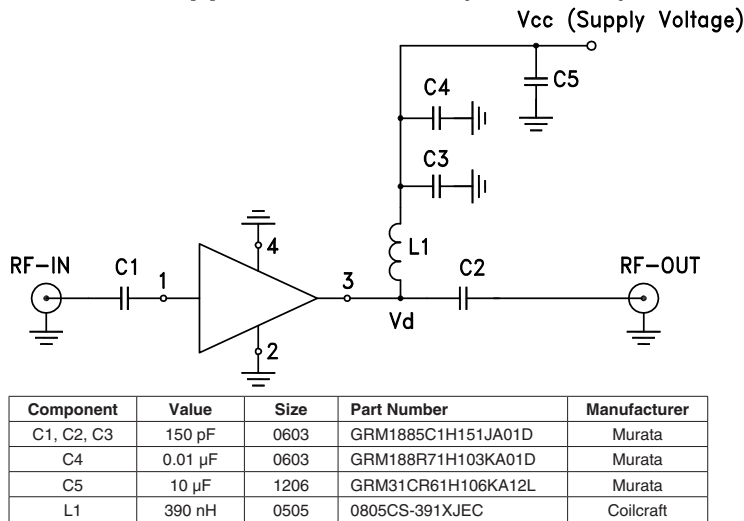 Vcc (Supply Voltage)
C5
C4
C3
L1
4
RF-IN
C1
1
3
C2
RF-OUT
Vd
2
Component Value Size Part Number Manufacturer
C1, C2, C3 150 pF 0603 GRM1885C1H151JA01D Murata
C4 0.01 µF 0603 GRM188R71H103KA01D Murata
C5 10 µF 1206 GRM31CR61H106KA12L Murata
L1 390 nH 0505 0805CS-391XJEC Coilcraft